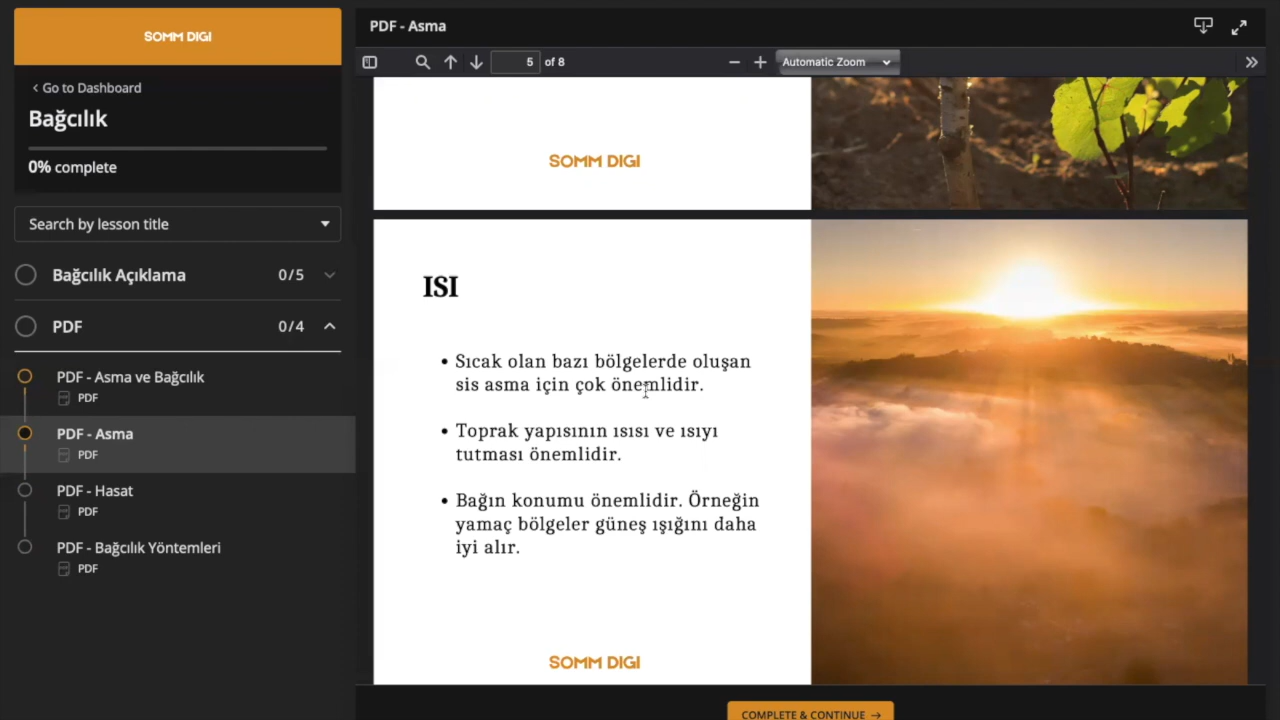 SOMM DIGI
Go to Dashboard
Bağcılık
0% complete
Search by lesson title
Bağcılık Açıklama 0/5
PDF 0/4
PDF - Asma ve Bağcılık
PDF
PDF - Asma
PDF
PDF - Hasat
PDF
PDF - Bağcılık Yöntemleri
PDF
PDF - Asma
5 of 8
Automatic Zoom
SOMM DIGI
ISI
• Sıcak olan bazı bölgelerde oluşan
sis asma için çok önemlidir.
• Toprak yapısının ısısı ve ısıyı
tutması önemlidir.
• Bağın konumu önemlidir. Örneğin
yamaç bölgeler güneş ışığını daha
iyi alır.
SOMM DIGI
COMPLETE & CONTINUE →